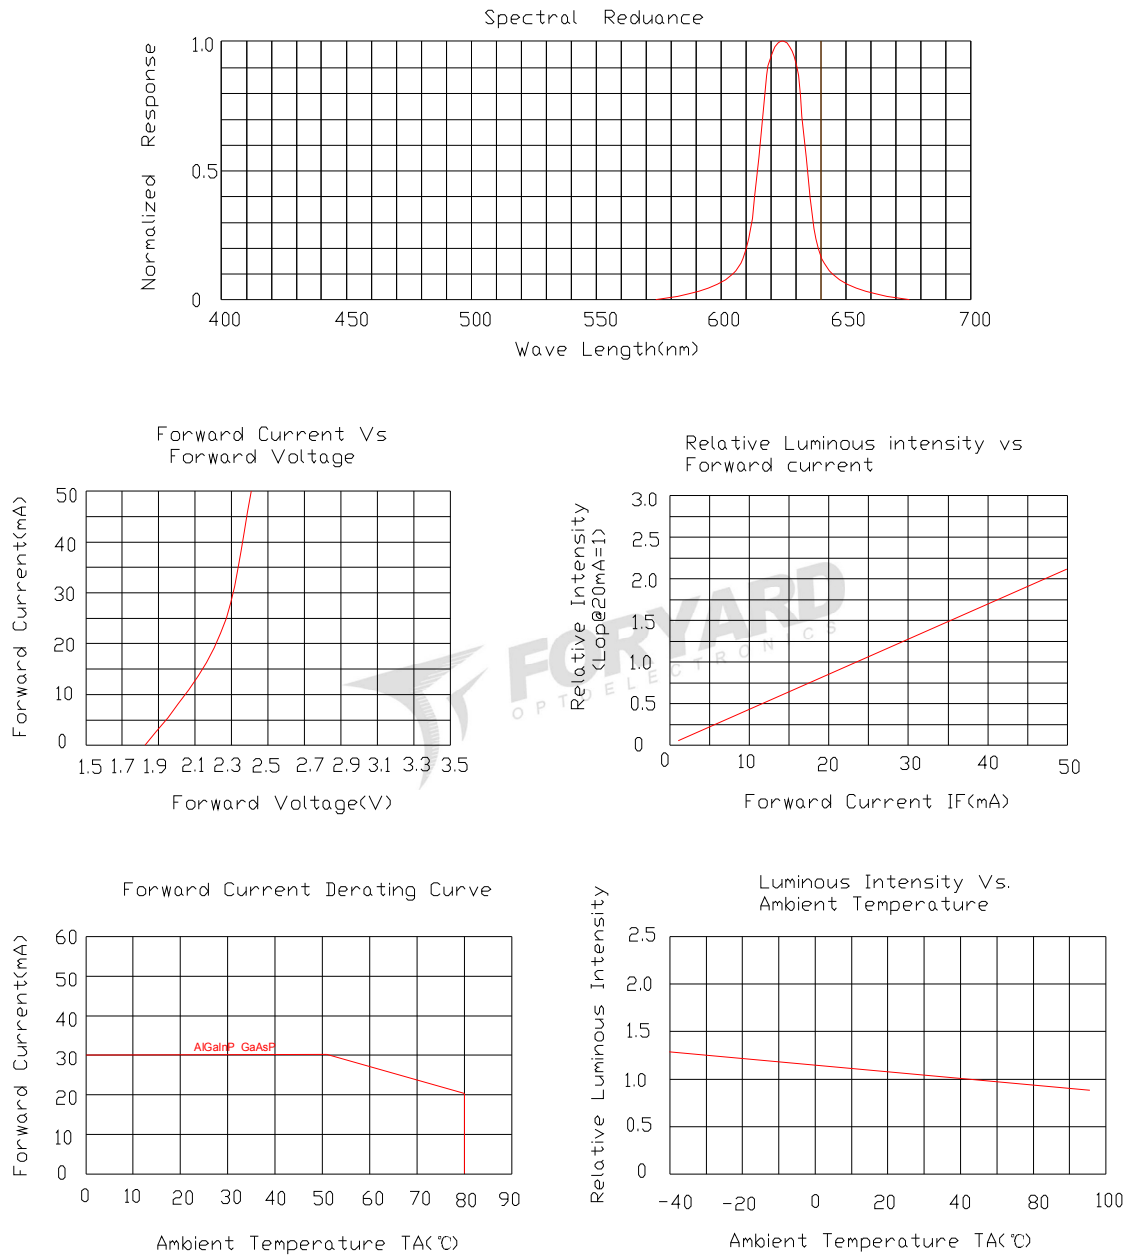 Spectral Reduance
Normalized Response
1.0
0.5
0
400 450 500 550 600 650 700
Wave Length(nm)
Forward Current Vs
Forward Voltage
Forward Current(mA)
50
40
30
20
10
0
1.5 1.7 1.9 2.1 2.3 2.5 2.7 2.9 3.1 3.3 3.5
Forward Voltage(V)
Relative Luminous intensity vs
Forward current
Relative Intensity
(Lop@20mA=1)
3.0
2.5
2.0
1.5
1.0
0.5
0
0 10 20 30 40 50
Forward Current IF(mA)
FORYARD
OPTOELECTRONICS
Forward Current Derating Curve
Forward Current(mA)
60
50
40
30
20
10
0
AlGaInP GaAsP
0 10 20 30 40 50 60 70 80 90
Ambient Temperature TA(℃)
Luminous Intensity Vs.
Ambient Temperature
Relative Luminous Intensity
2.5
2.0
1.5
1.0
0.5
0
-40 -20 0 20 40 60 80 100
Ambient Temperature TA(℃)